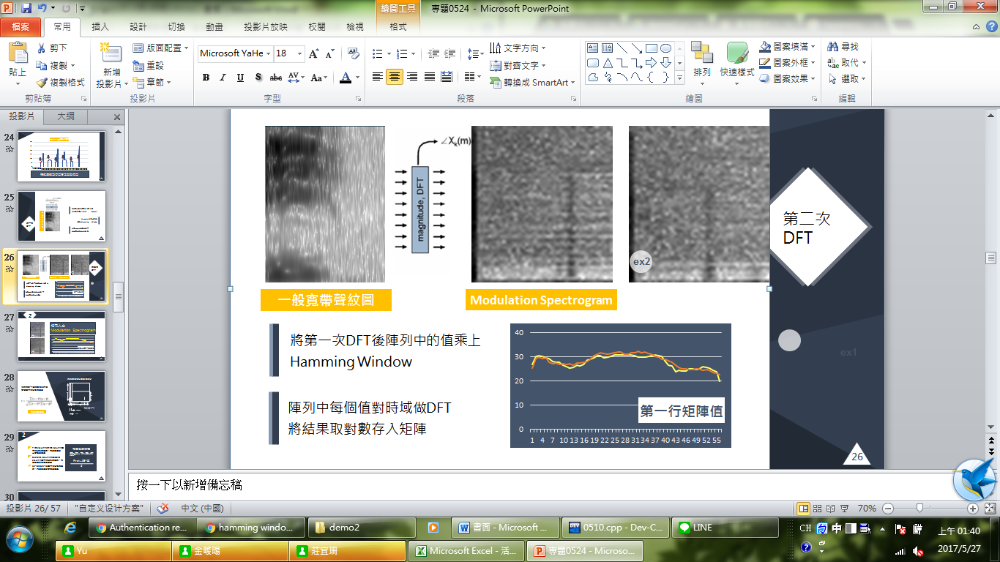 繪圖工具
專題0524 - Microsoft PowerPoint
檔案 常用 插入 設計 切換 動畫 投影片放映 校閱 檢視 格式
貼上
剪下
複製
複製格式
剪貼簿
新增
投影片
版面配置
重設
章節
投影片
Microsoft YaHe 18
B I U S abc AV Aa A
字型
文字方向
對齊文字
轉換成 SmartArt
段落
排列
快速樣式
圖案填滿
圖案外框
圖案效果
繪圖
尋找
取代
選取
編輯
投影片 大綱
24
25
26
27
28
29
30
∠Xk(m)
magnitude, DFT
ex2
第二次
DFT
一般寬帶聲紋圖
Modulation Spectrogram
將第一次DFT後陣列中的值乘上
Hamming Window
陣列中每個值對時域做DFT
將結果取對數存入矩陣
40
30
20
10
0
第一行矩陣值
1 4 7 10 13 16 19 22 25 28 31 34 37 40 43 46 49 52 55
ex1
26
按一下以新增備忘稿
投影片 26/ 57 "自定义设计方案" 中文 (中國) 70%
Authentication re... hamming windo... demo2 書面 - Microsoft ... 0510.cpp - Dev-C... LINE
CH 中
上午 01:40
2017/5/27
Yu 金峻暘 莊宜珊 Microsoft Excel - 活... 專題0524 - Microso...